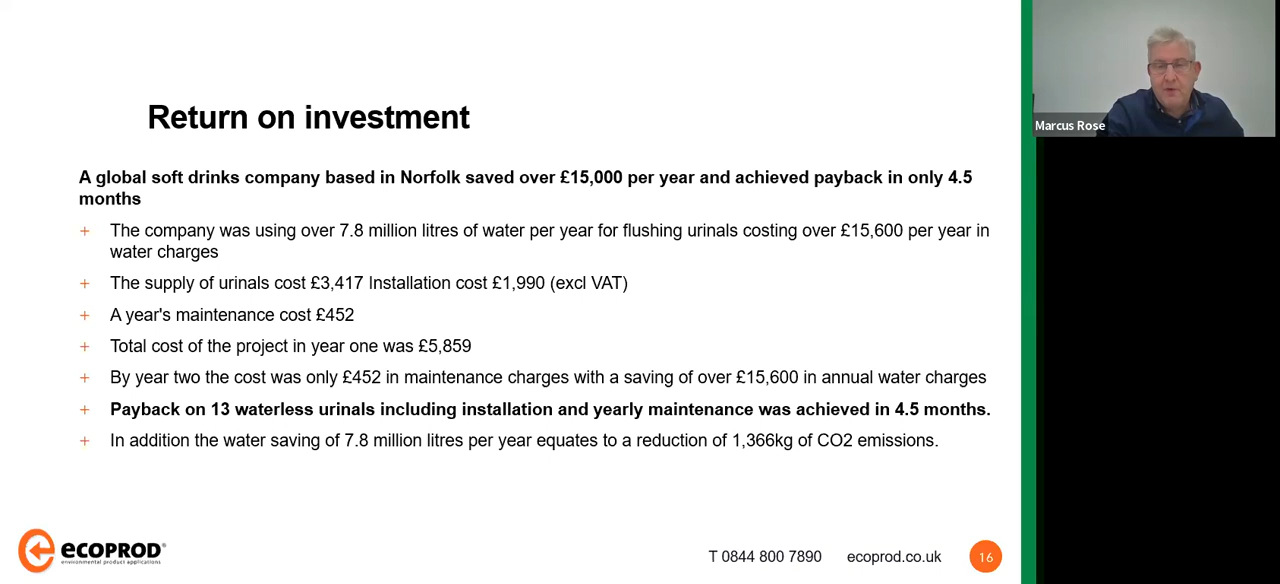 Return on investment
Marcus Rose
A global soft drinks company based in Norfolk saved over £15,000 per year and achieved payback in only 4.5
months
+ The company was using over 7.8 million litres of water per year for flushing urinals costing over £15,600 per year in
water charges
+ The supply of urinals cost £3,417 Installation cost £1,990 (excl VAT)
+ A year's maintenance cost £452
+ Total cost of the project in year one was £5,859
+ By year two the cost was only £452 in maintenance charges with a saving of over £15,600 in annual water charges
+ Payback on 13 waterless urinals including installation and yearly maintenance was achieved in 4.5 months.
+ In addition the water saving of 7.8 million litres per year equates to a reduction of 1,366kg of CO2 emissions.
ecoprod®
environmental product applications
T 0844 800 7890 ecoprod.co.uk 16